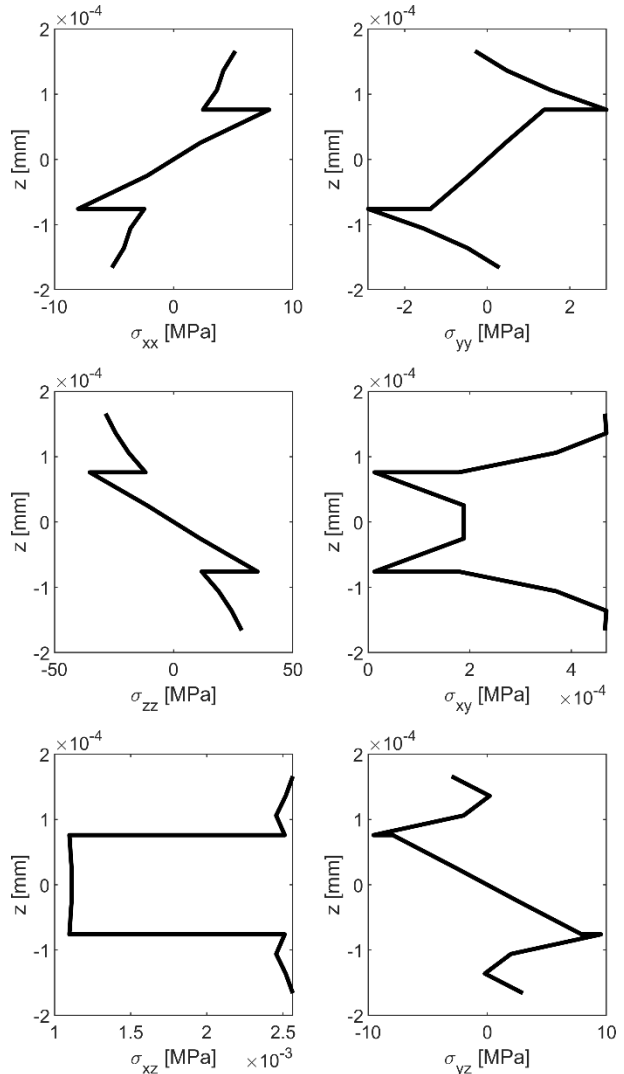 ×10⁻⁴ ×10⁻⁴
2 2
1 1
0 0
-1 -1
-2 -2
z [mm] z [mm]
-10 0 10 -2 0 2
σxx [MPa] σyy [MPa]
×10⁻⁴ ×10⁻⁴
2 2
1 1
0 0
-1 -1
-2 -2
z [mm] z [mm]
-50 0 50 0 2 4
σzz [MPa] σxy [MPa] ×10⁻⁴
×10⁻⁴ ×10⁻⁴
2 2
1 1
0 0
-1 -1
-2 -2
z [mm] z [mm]
1 1.5 2 2.5 -10 0 10
σxz [MPa] ×10⁻³ σyz [MPa]